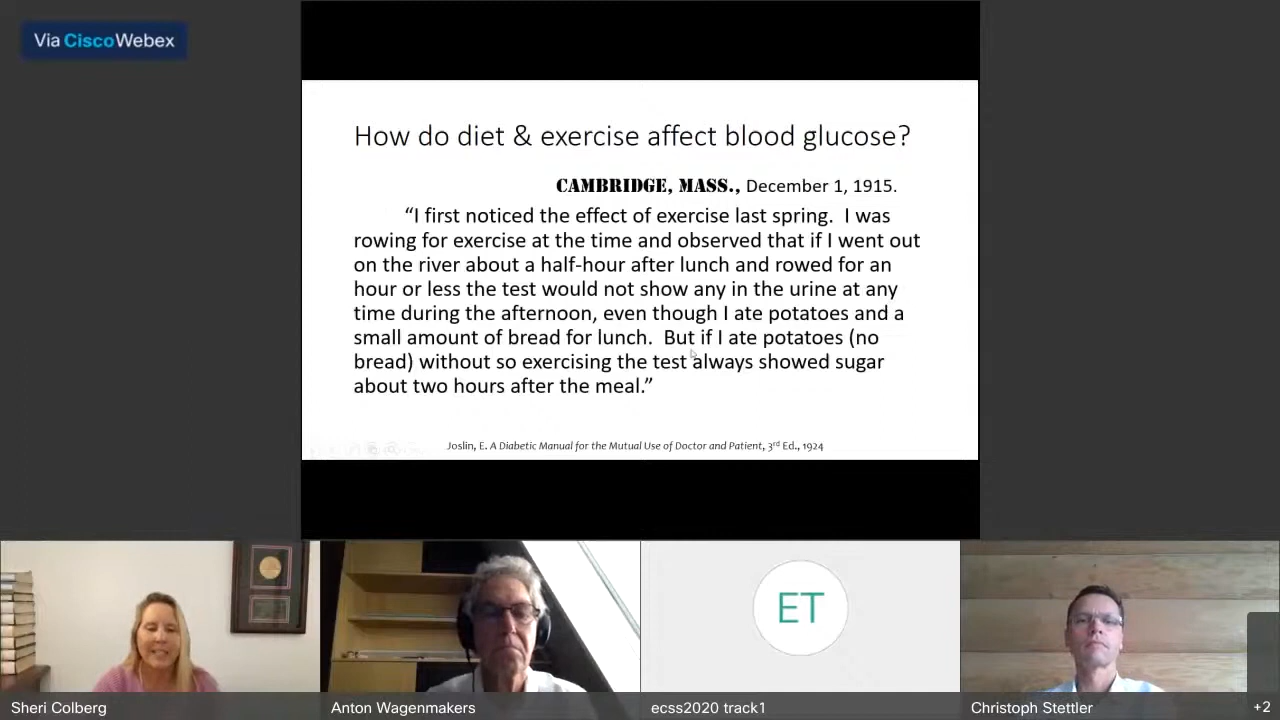 Via CiscoWebex
How do diet & exercise affect blood glucose?
CAMBRIDGE, MASS., December 1, 1915.
“I first noticed the effect of exercise last spring. I was
rowing for exercise at the time and observed that if I went out
on the river about a half-hour after lunch and rowed for an
hour or less the test would not show any in the urine at any
time during the afternoon, even though I ate potatoes and a
small amount of bread for lunch. But if I ate potatoes (no
bread) without so exercising the test always showed sugar
about two hours after the meal.”
Joslin, E. A Diabetic Manual for the Mutual Use of Doctor and Patient, 3rd Ed., 1924
ET
Sheri Colberg
Anton Wagenmakers
ecss2020 track1
Christoph Stettler
+2